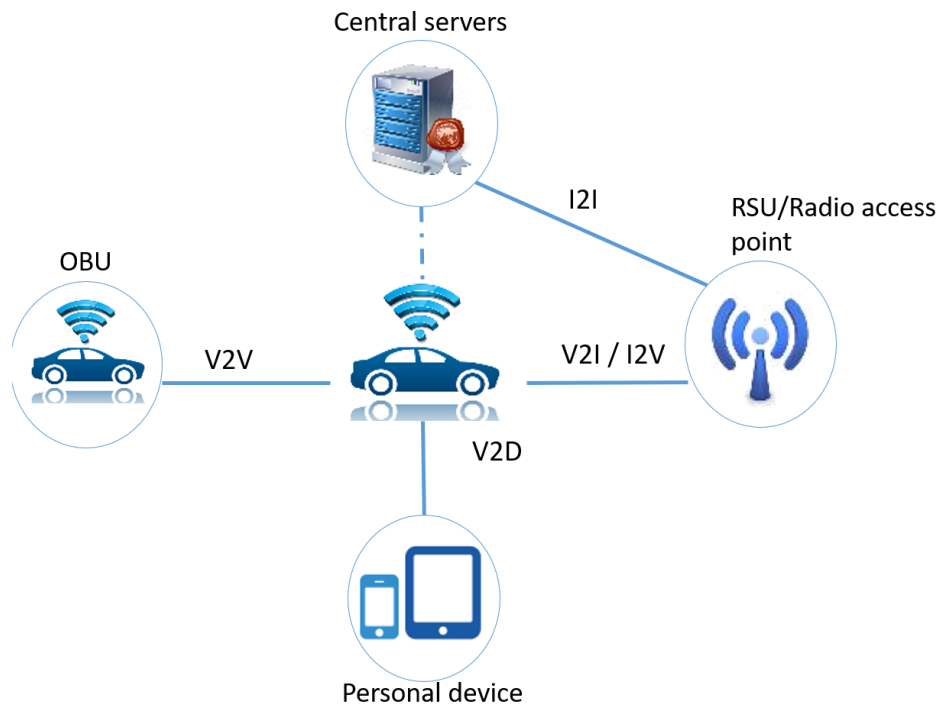 Central servers
I2I
RSU/Radio access
point
OBU
V2V
V2I / I2V
V2D
Personal device